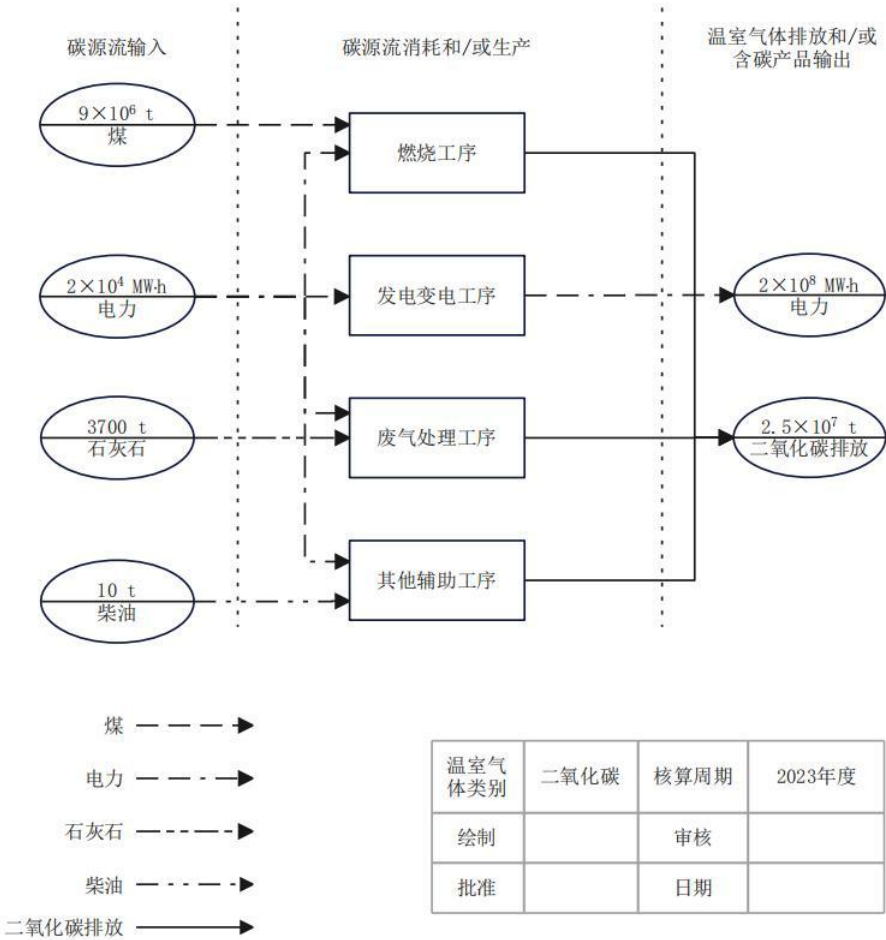 碳源流输入
碳源流消耗和/或生产
温室气体排放和/或
含碳产品输出
9×10⁶ t
煤
燃烧工序
2×10⁴ MW·h
电力
发电变电工序
2×10⁸ MW·h
电力
3700 t
石灰石
废气处理工序
2.5×10⁷ t
二氧化碳排放
10 t
柴油
其他辅助工序
煤
电力
石灰石
柴油
二氧化碳排放
温室气
体类别
二氧化碳
核算周期
2023年度
绘制
审核
批准
日期